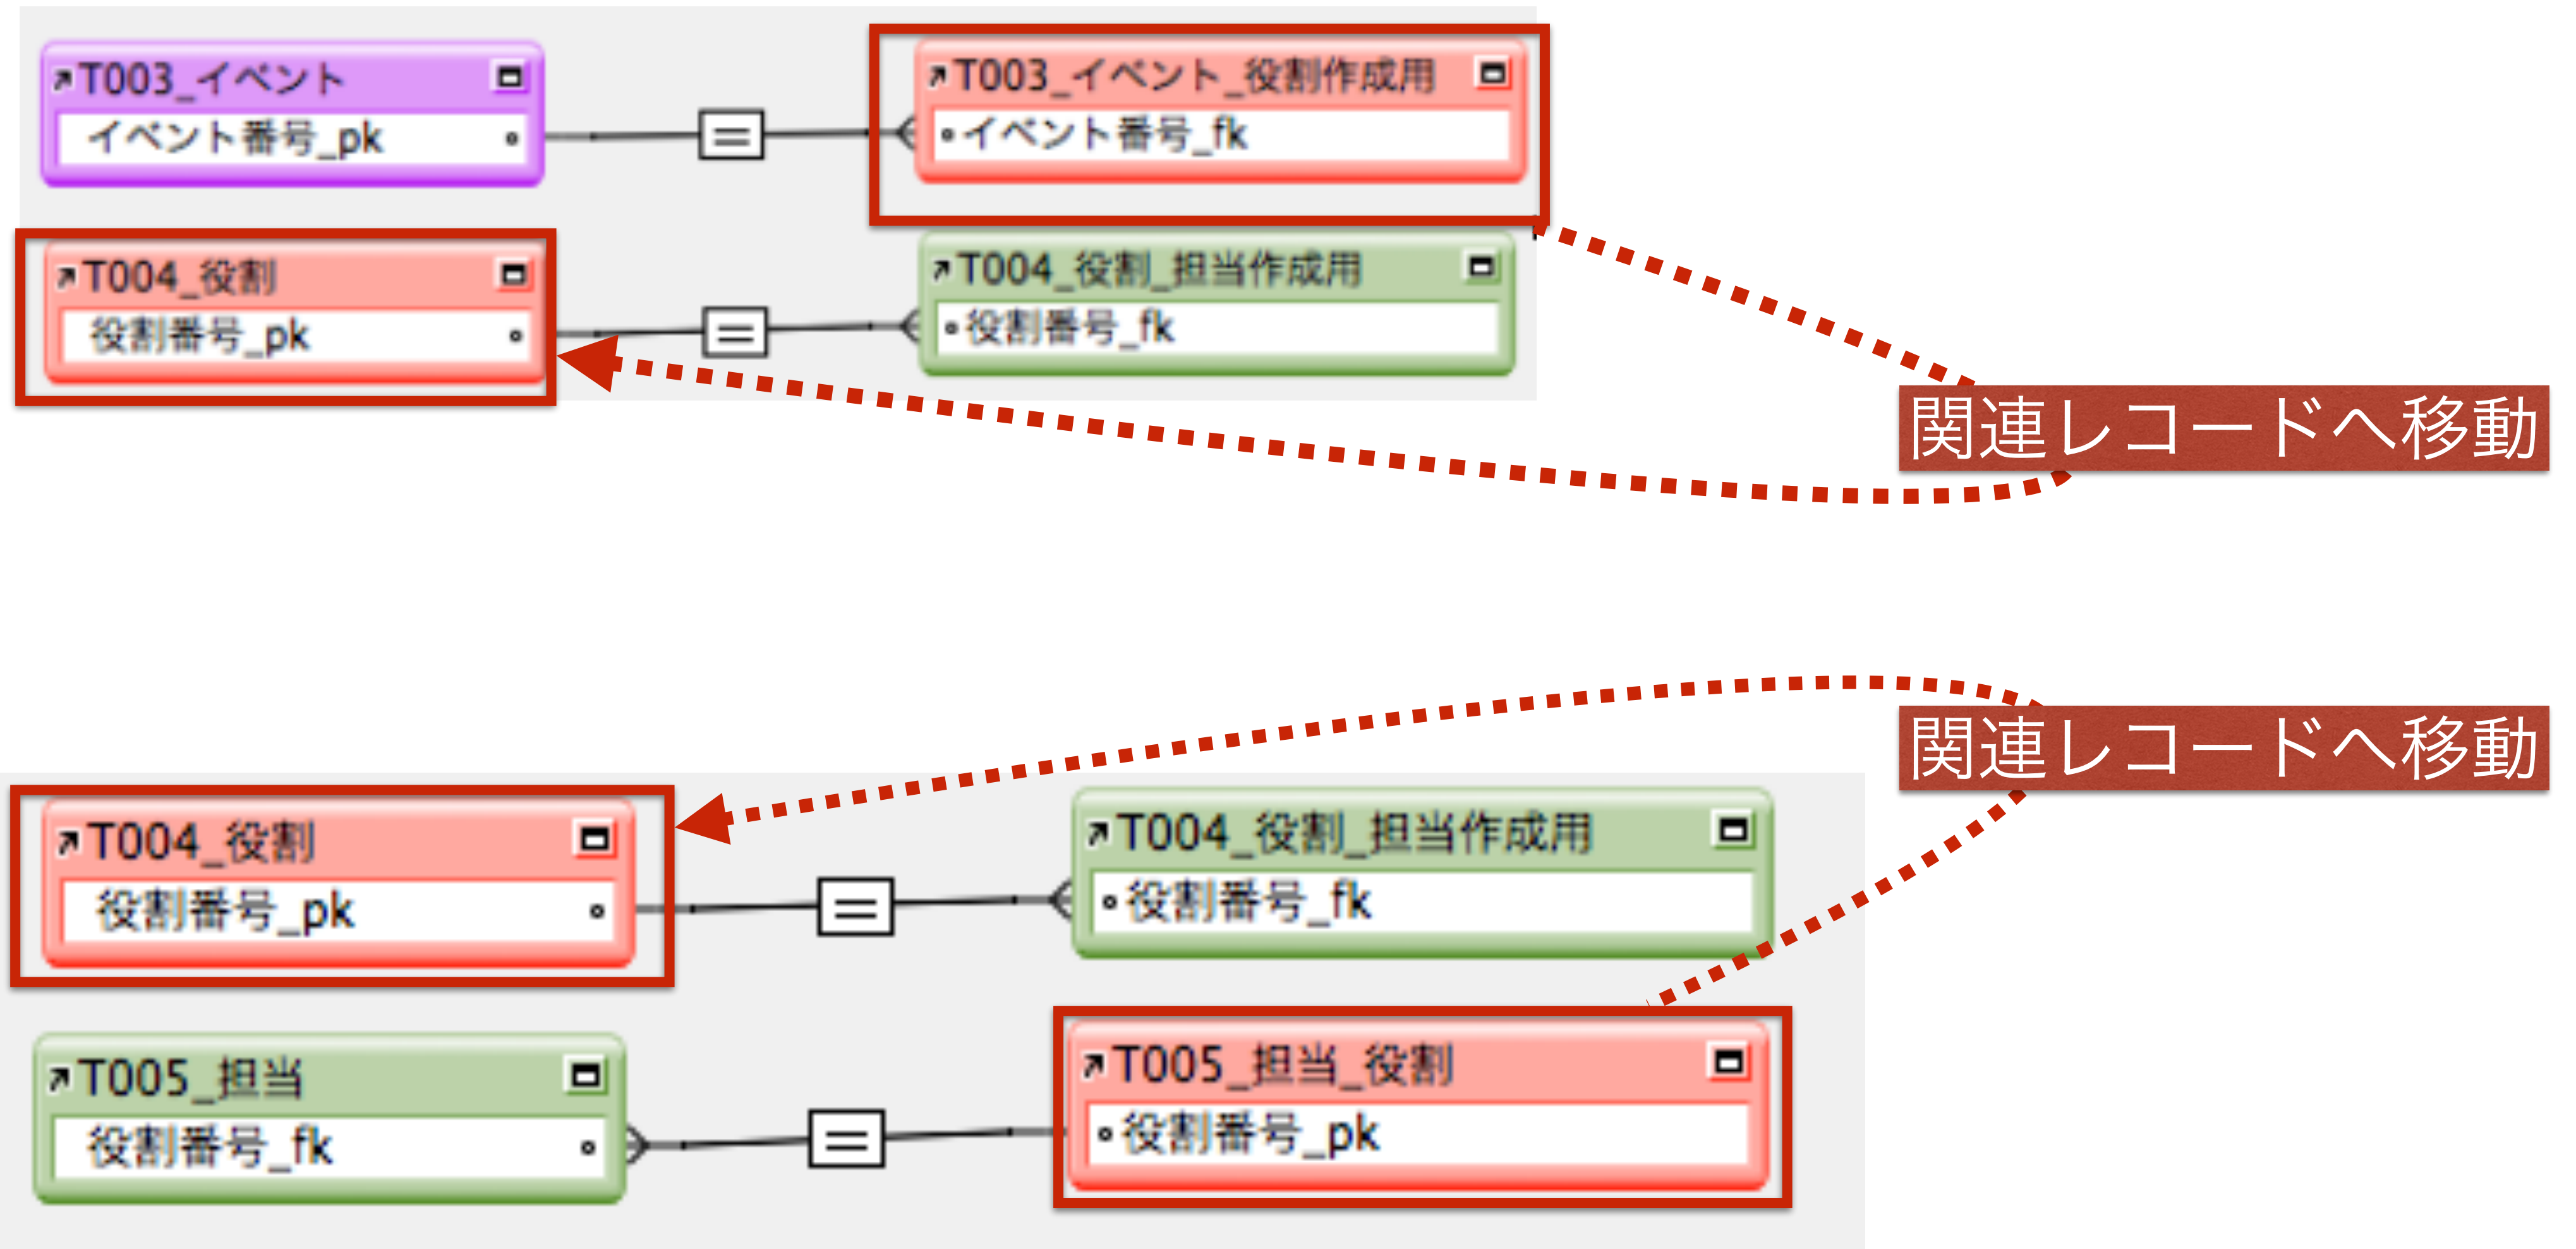 T003_イベント
イベント番号_pk
T003_イベント_役割作成用
イベント番号_fk
T004_役割
役割番号_pk
T004_役割_担当作成用
役割番号_fk
関連レコードへ移動
関連レコードへ移動
T004_役割
役割番号_pk
T004_役割_担当作成用
役割番号_fk
T005_担当
役割番号_fk
T005_担当_役割
役割番号_pk